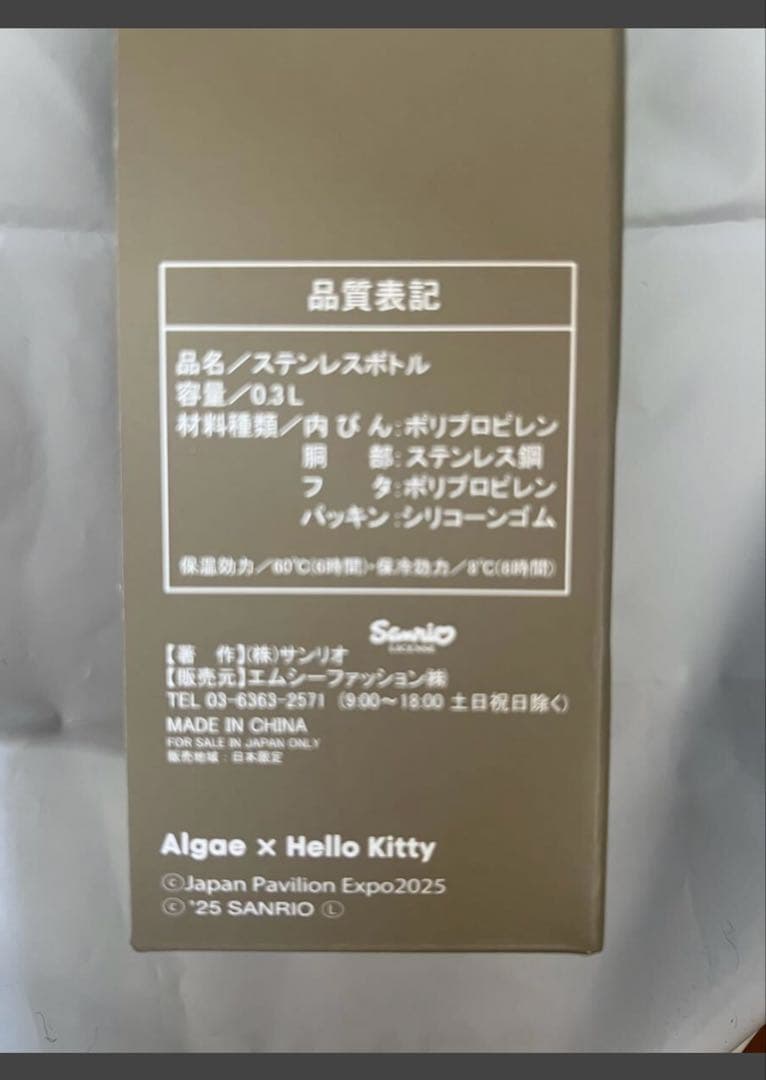 品質表記
品名／ステンレスボトル
容量／0.3L
材料種類／内びん：ポリプロピレン
胴　部：ステンレス鋼
フ　タ：ポリプロピレン
パッキン：シリコーンゴム
保温効力／60℃(6時間)・保冷効力／8℃(6時間)
Sanrio
LICENSE
【著　作】(株)サンリオ
【販売元】エムシーファッション㈱
TEL 03-6363-2571 (9:00～18:00 土日祝日除く)
MADE IN CHINA
FOR SALE IN JAPAN ONLY
販売地域：日本限定
Algae × Hello Kitty
©Japan Pavilion Expo2025
© '25 SANRIO Ⓛ